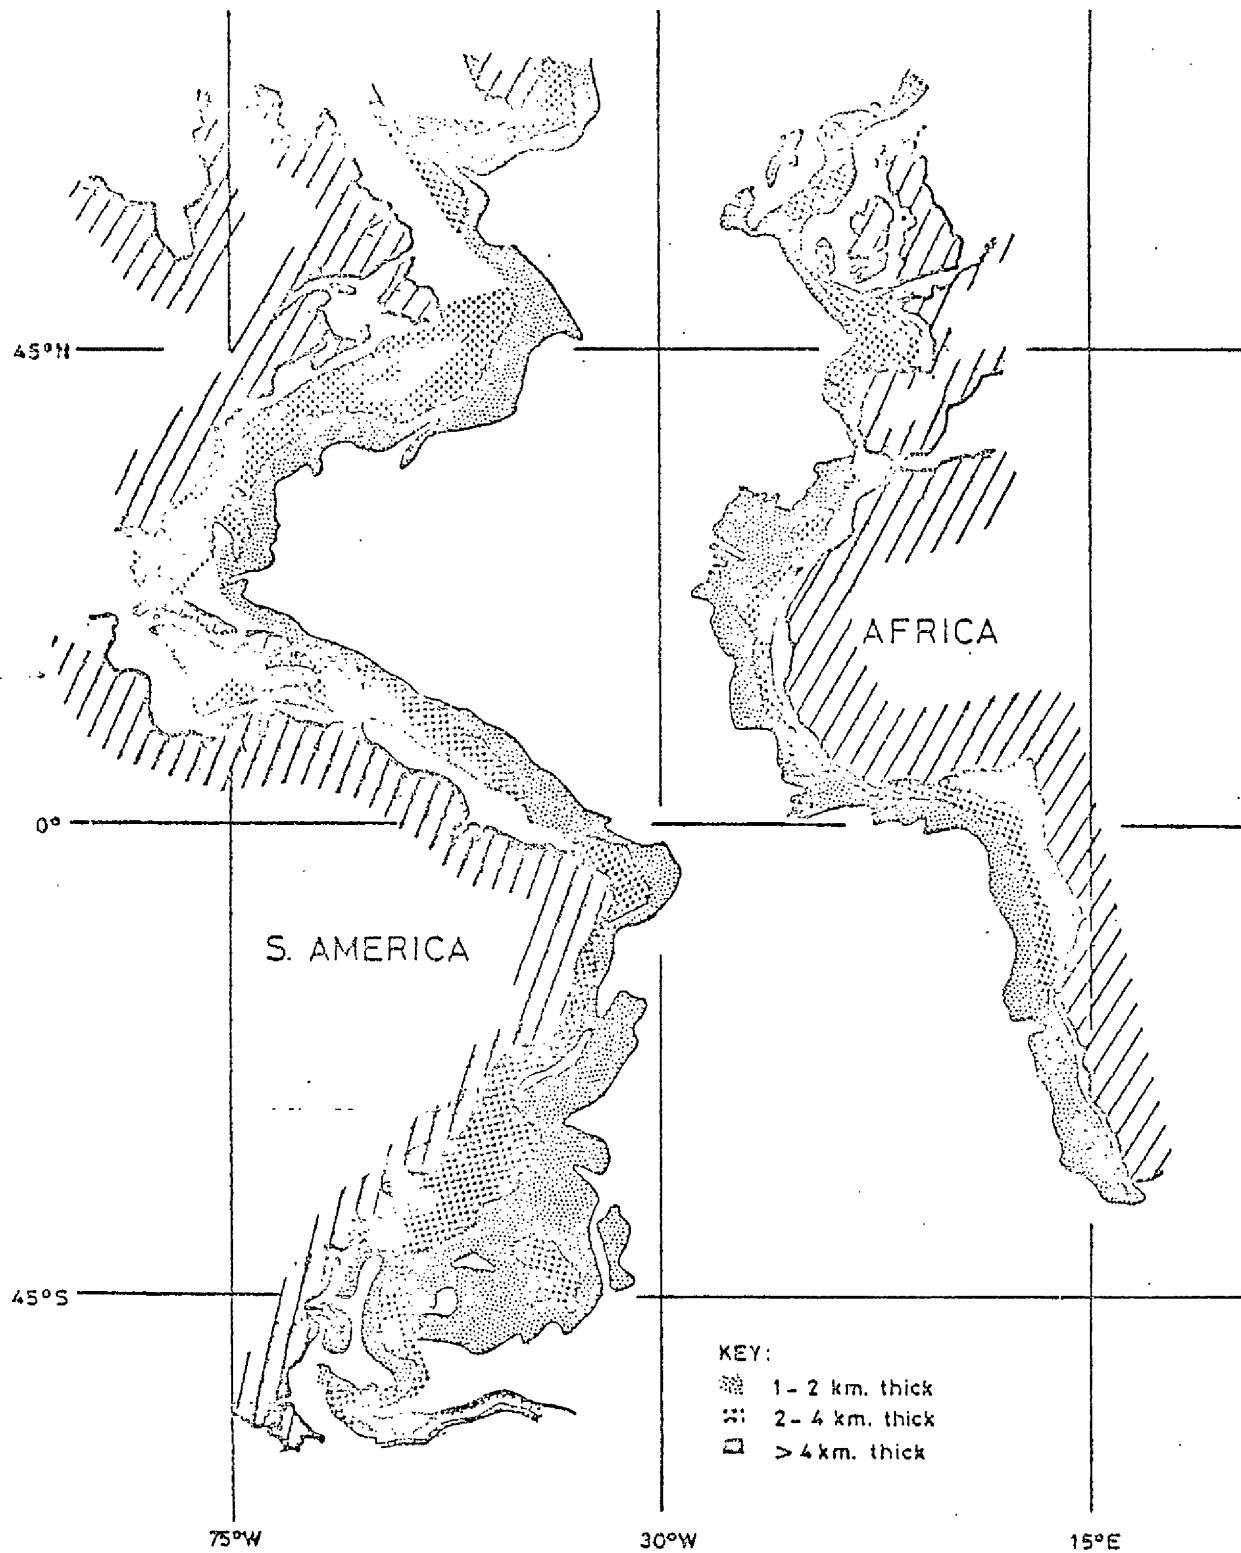 45°N
AFRICA
0°
S. AMERICA
45°S
KEY:
1-2 km. thick
2-4 km. thick
>4 km. thick
75°W
30°W
15°E